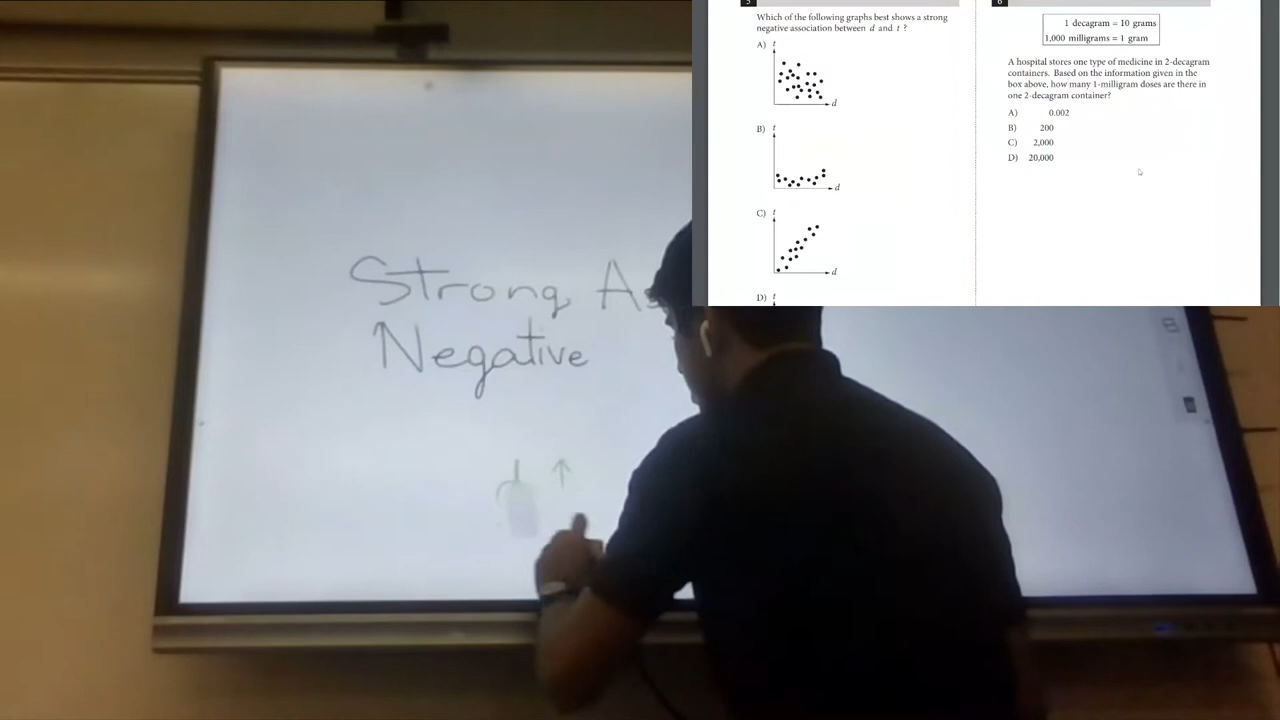 Strong
Negative
5
Which of the following graphs best shows a strong
negative association between d and t ?
A) t
d
B) t
d
C) t
d
D) t
6
1 decagram = 10 grams
1,000 milligrams = 1 gram
A hospital stores one type of medicine in 2-decagram
containers. Based on the information given in the
box above, how many 1-milligram doses are there in
one 2-decagram container?
A) 0.002
B) 200
C) 2,000
D) 20,000